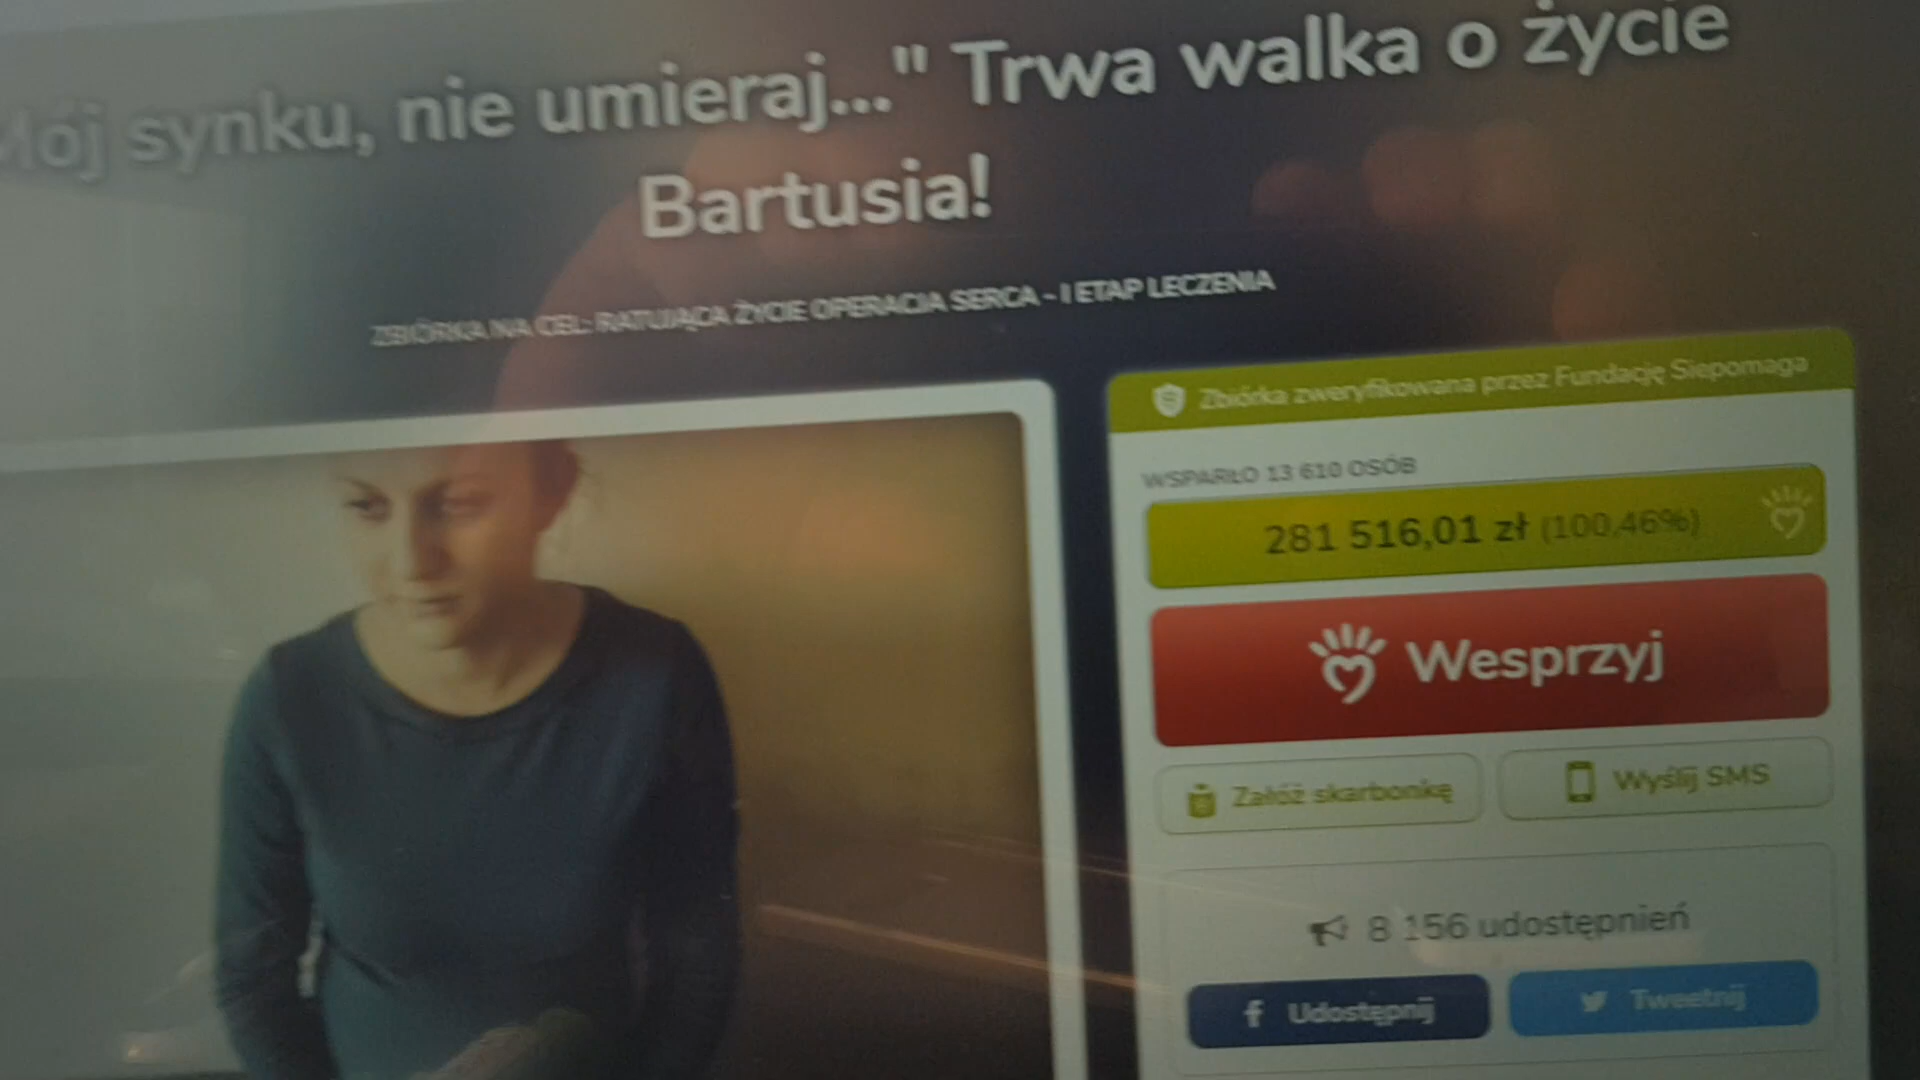 Mój synku, nie umieraj..." Trwa walka o życie
Bartusia!
ZBIÓRKA NA CEL: RATUJĄCA ŻYCIE OPERACJA SERCA - I ETAP LECZENIA
Zbiórka zweryfikowana przez Fundację Siepomaga
WSPARŁO 13 610 OSÓB
281 516,01 zł (100,46%)
Wesprzyj
Załóż skarbonkę
Wyślij SMS
8 156 udostępnień
Udostępnij
Tweetnij